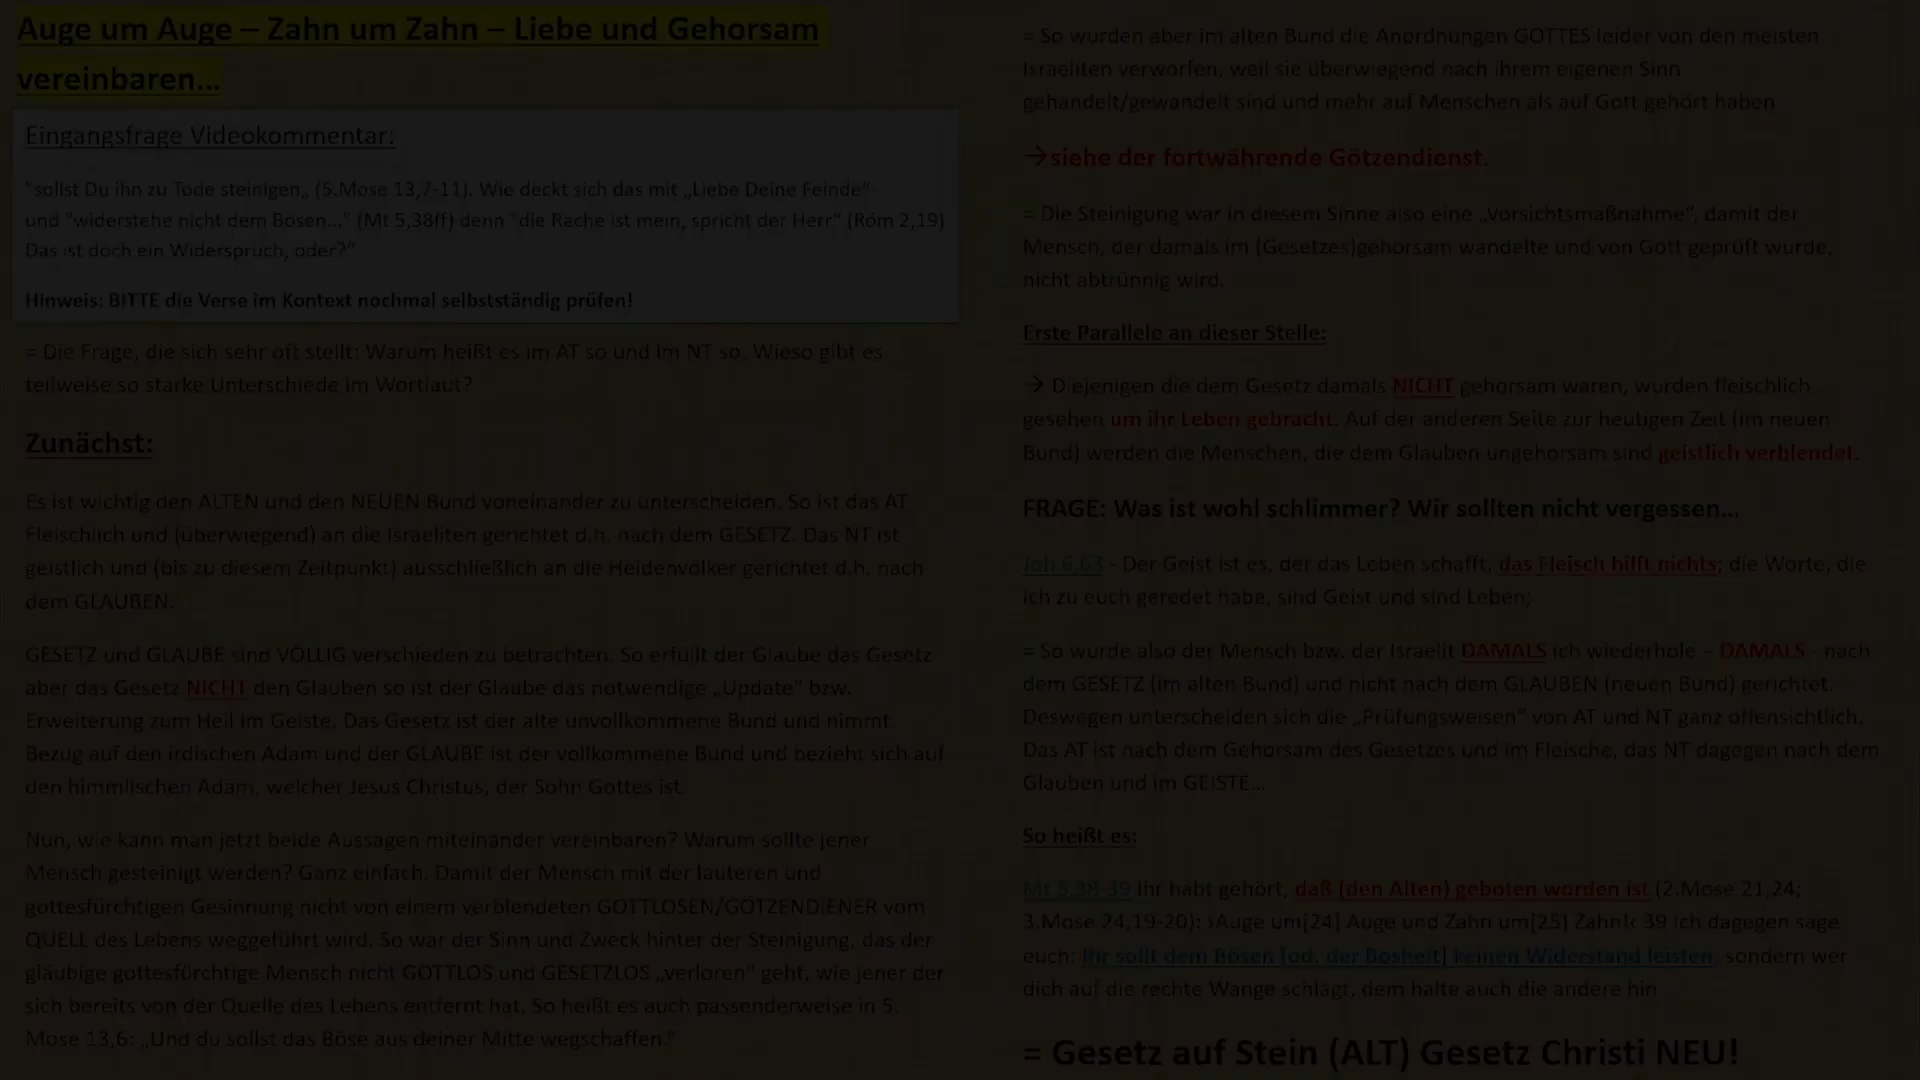 Auge um Auge – Zahn um Zahn – Liebe und Gehorsam
vereinbaren...
Eingangsfrage Videokommentar:
"sollst Du ihn zu Tode steinigen„ (5.Mose 13,7-11). Wie deckt sich das mit „Liebe Deine Feinde"
und "widerstehe nicht dem Bösen..." (Mt 5,38ff) denn "die Rache ist mein, spricht der Herr" (Röm 2,19)
Das ist doch ein Widerspruch, oder?"
Hinweis: BITTE die Verse im Kontext nochmal selbstständig prüfen!
= Die Frage, die sich sehr oft stellt: Warum heißt es im AT so und im NT so. Wieso gibt es
teilweise so starke Unterschiede im Wortlaut?
Zunächst:
Es ist wichtig den ALTEN und den NEUEN Bund voneinander zu unterscheiden. So ist das AT
Fleischlich und (überwiegend) an die Israeliten gerichtet d.h. nach dem GESETZ. Das NT ist
geistlich und (bis zu diesem Zeitpunkt) ausschließlich an die Heidenvölker gerichtet d.h. nach
dem GLAUBEN.
GESETZ und GLAUBE sind VÖLLIG verschieden zu betrachten. So erfüllt der Glaube das Gesetz
aber das Gesetz NICHT den Glauben so ist der Glaube das notwendige „Update" bzw.
Erweiterung zum Heil im Geiste. Das Gesetz ist der alte unvollkommene Bund und nimmt
Bezug auf den irdischen Adam und der GLAUBE ist der vollkommene Bund und bezieht sich auf
den himmlischen Adam, welcher Jesus Christus, der Sohn Gottes ist.
Nun, wie kann man jetzt beide Aussagen miteinander vereinbaren? Warum sollte jener
Mensch gesteinigt werden? Ganz einfach. Damit der Mensch mit der lauteren und
gottesfürchtigen Gesinnung nicht von einem verblendeten GOTTLOSEN/GÖTZENDIENER vom
QUELL des Lebens weggeführt wird. So war der Sinn und Zweck hinter der Steinigung, das der
gläubige gottesfürchtige Mensch nicht GOTTLOS und GESETZLOS „verloren" geht, wie jener der
sich bereits von der Quelle des Lebens entfernt hat. So heißt es auch passenderweise in 5.
Mose 13,6: „Und du sollst das Böse aus deiner Mitte wegschaffen."
= So wurden aber im alten Bund die Anordnungen GOTTES leider von den meisten
Israeliten verworfen, weil sie überwiegend nach ihrem eigenen Sinn
gehandelt/gewandelt sind und mehr auf Menschen als auf Gott gehört haben
→siehe der fortwährende Götzendienst.
= Die Steinigung war in diesem Sinne also eine „Vorsichtsmaßnahme", damit der
Mensch, der damals im (Gesetzes)gehorsam wandelte und von Gott geprüft wurde,
nicht abtrünnig wird.
Erste Parallele an dieser Stelle:
→ Diejenigen die dem Gesetz damals NICHT gehorsam waren, wurden fleischlich
gesehen um ihr Leben gebracht. Auf der anderen Seite zur heutigen Zeit (im neuen
Bund) werden die Menschen, die dem Glauben ungehorsam sind geistlich verblendet.
FRAGE: Was ist wohl schlimmer? Wir sollten nicht vergessen...
Joh 6,63 - Der Geist ist es, der das Leben schafft, das Fleisch hilft nichts; die Worte, die
ich zu euch geredet habe, sind Geist und sind Leben;
= So wurde also der Mensch bzw. der Israelit DAMALS ich wiederhole – DAMALS - nach
dem GESETZ (im alten Bund) und nicht nach dem GLAUBEN (neuen Bund) gerichtet.
Deswegen unterscheiden sich die „Prüfungsweisen" von AT und NT ganz offensichtlich.
Das AT ist nach dem Gehorsam des Gesetzes und im Fleische, das NT dagegen nach dem
Glauben und im GEISTE...
So heißt es:
Mt 5,38-39 Ihr habt gehört, daß (den Alten) geboten worden ist (2.Mose 21,24;
3.Mose 24,19-20): ›Auge um[24] Auge und Zahn um[25] Zahn!‹ 39 Ich dagegen sage
euch: Ihr sollt dem Bösen [od. der Bosheit] keinen Widerstand leisten, sondern wer
dich auf die rechte Wange schlägt, dem halte auch die andere hin
= Gesetz auf Stein (ALT) Gesetz Christi NEU!